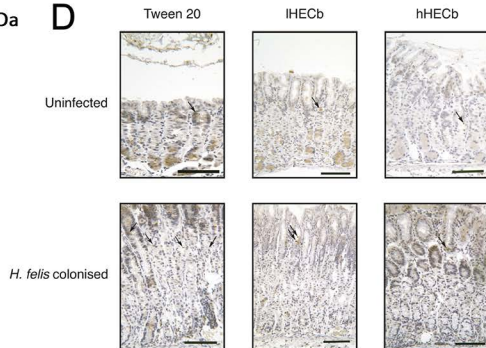 Da D
Tween 20 lHECb hHECb
Uninfected
H. felis colonised